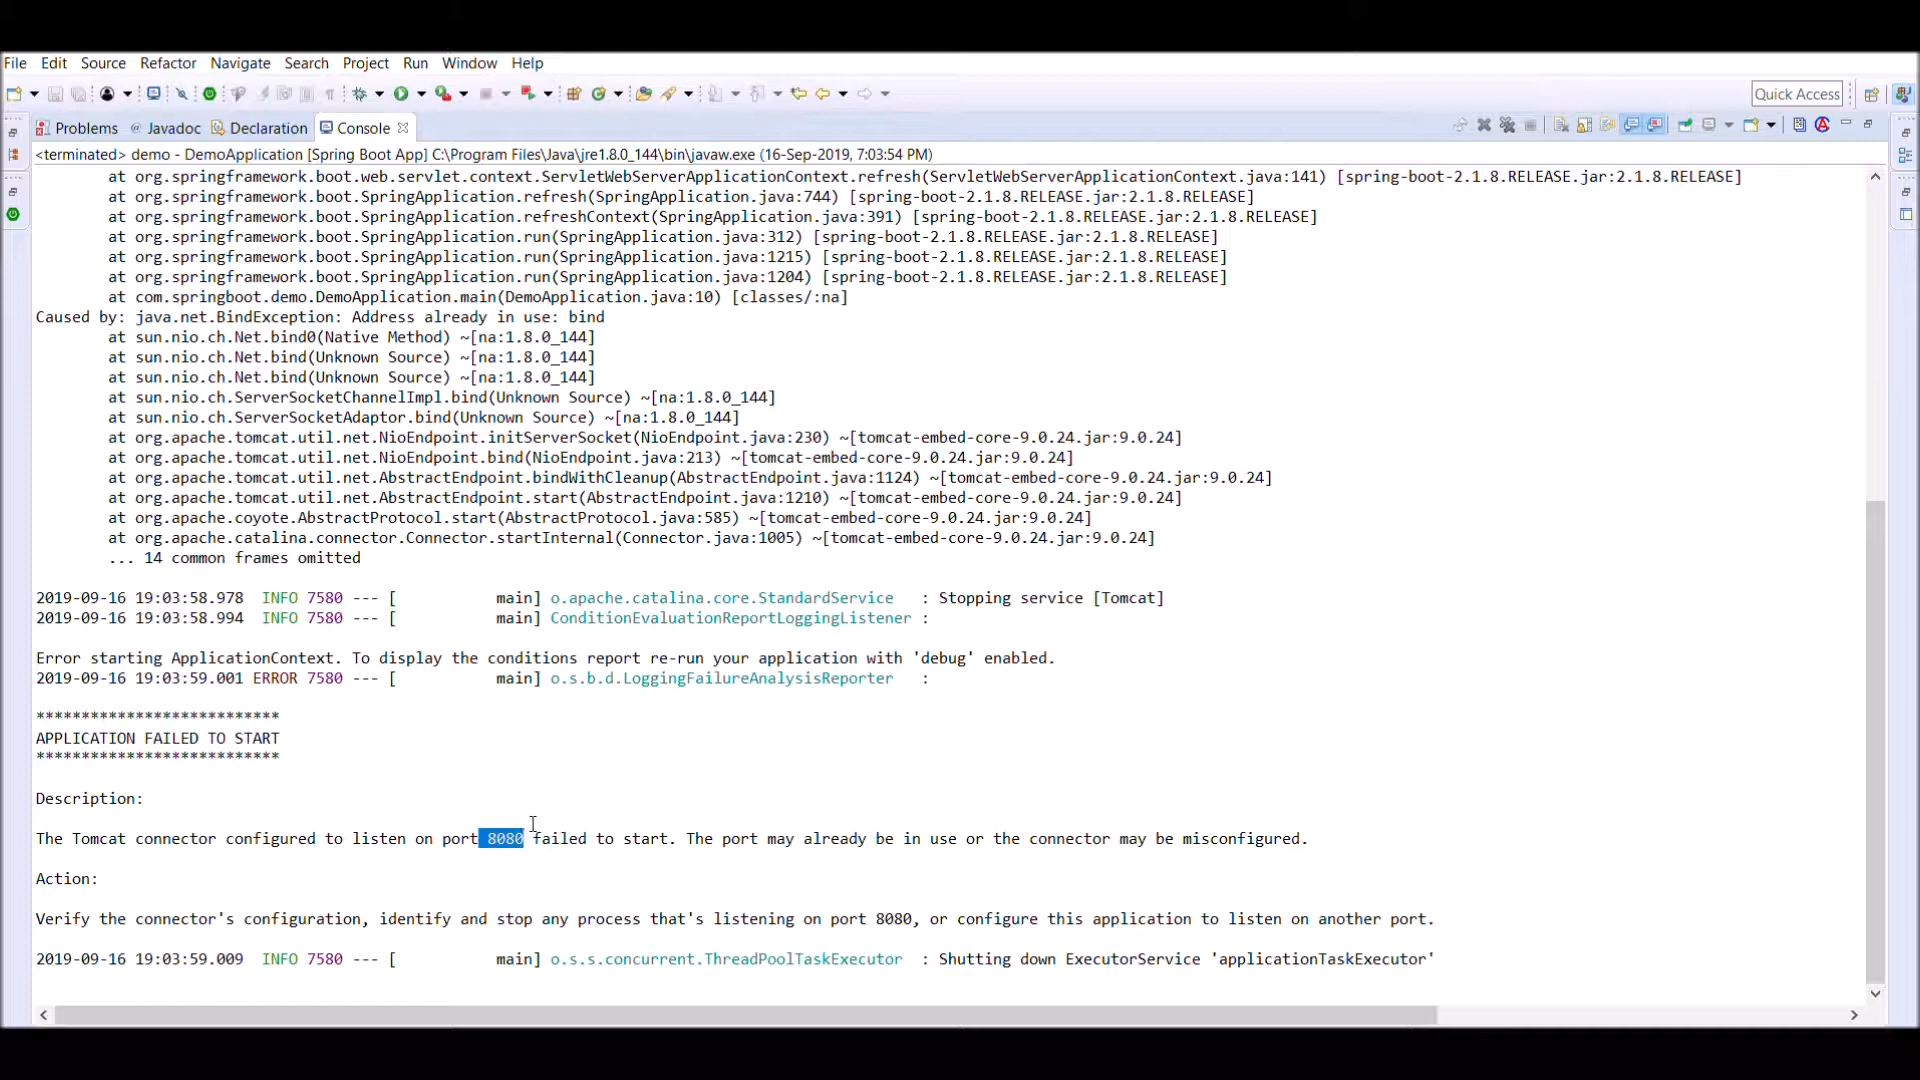 File Edit Source Refactor Navigate Search Project Run Window Help
Quick Access
Problems @ Javadoc Declaration Console
<terminated> demo - DemoApplication [Spring Boot App] C:\Program Files\Java\jre1.8.0_144\bin\javaw.exe (16-Sep-2019, 7:03:54 PM)
at org.springframework.boot.web.servlet.context.ServletWebServerApplicationContext.refresh(ServletWebServerApplicationContext.java:141) [spring-boot-2.1.8.RELEASE.jar:2.1.8.RELEASE]
at org.springframework.boot.SpringApplication.refresh(SpringApplication.java:744) [spring-boot-2.1.8.RELEASE.jar:2.1.8.RELEASE]
at org.springframework.boot.SpringApplication.refreshContext(SpringApplication.java:391) [spring-boot-2.1.8.RELEASE.jar:2.1.8.RELEASE]
at org.springframework.boot.SpringApplication.run(SpringApplication.java:312) [spring-boot-2.1.8.RELEASE.jar:2.1.8.RELEASE]
at org.springframework.boot.SpringApplication.run(SpringApplication.java:1215) [spring-boot-2.1.8.RELEASE.jar:2.1.8.RELEASE]
at org.springframework.boot.SpringApplication.run(SpringApplication.java:1204) [spring-boot-2.1.8.RELEASE.jar:2.1.8.RELEASE]
at com.springboot.demo.DemoApplication.main(DemoApplication.java:10) [classes/:na]
Caused by: java.net.BindException: Address already in use: bind
at sun.nio.ch.Net.bind0(Native Method) ~[na:1.8.0_144]
at sun.nio.ch.Net.bind(Unknown Source) ~[na:1.8.0_144]
at sun.nio.ch.Net.bind(Unknown Source) ~[na:1.8.0_144]
at sun.nio.ch.ServerSocketChannelImpl.bind(Unknown Source) ~[na:1.8.0_144]
at sun.nio.ch.ServerSocketAdaptor.bind(Unknown Source) ~[na:1.8.0_144]
at org.apache.tomcat.util.net.NioEndpoint.initServerSocket(NioEndpoint.java:230) ~[tomcat-embed-core-9.0.24.jar:9.0.24]
at org.apache.tomcat.util.net.NioEndpoint.bind(NioEndpoint.java:213) ~[tomcat-embed-core-9.0.24.jar:9.0.24]
at org.apache.tomcat.util.net.AbstractEndpoint.bindWithCleanup(AbstractEndpoint.java:1124) ~[tomcat-embed-core-9.0.24.jar:9.0.24]
at org.apache.tomcat.util.net.AbstractEndpoint.start(AbstractEndpoint.java:1210) ~[tomcat-embed-core-9.0.24.jar:9.0.24]
at org.apache.coyote.AbstractProtocol.start(AbstractProtocol.java:585) ~[tomcat-embed-core-9.0.24.jar:9.0.24]
at org.apache.catalina.connector.Connector.startInternal(Connector.java:1005) ~[tomcat-embed-core-9.0.24.jar:9.0.24]
... 14 common frames omitted
2019-09-16 19:03:58.978 INFO 7580 --- [ main] o.apache.catalina.core.StandardService : Stopping service [Tomcat]
2019-09-16 19:03:58.994 INFO 7580 --- [ main] ConditionEvaluationReportLoggingListener :
Error starting ApplicationContext. To display the conditions report re-run your application with 'debug' enabled.
2019-09-16 19:03:59.001 ERROR 7580 --- [ main] o.s.b.d.LoggingFailureAnalysisReporter :
***************************
APPLICATION FAILED TO START
***************************
Description:
The Tomcat connector configured to listen on port 8080 failed to start. The port may already be in use or the connector may be misconfigured.
Action:
Verify the connector's configuration, identify and stop any process that's listening on port 8080, or configure this application to listen on another port.
2019-09-16 19:03:59.009 INFO 7580 --- [ main] o.s.s.concurrent.ThreadPoolTaskExecutor : Shutting down ExecutorService 'applicationTaskExecutor'